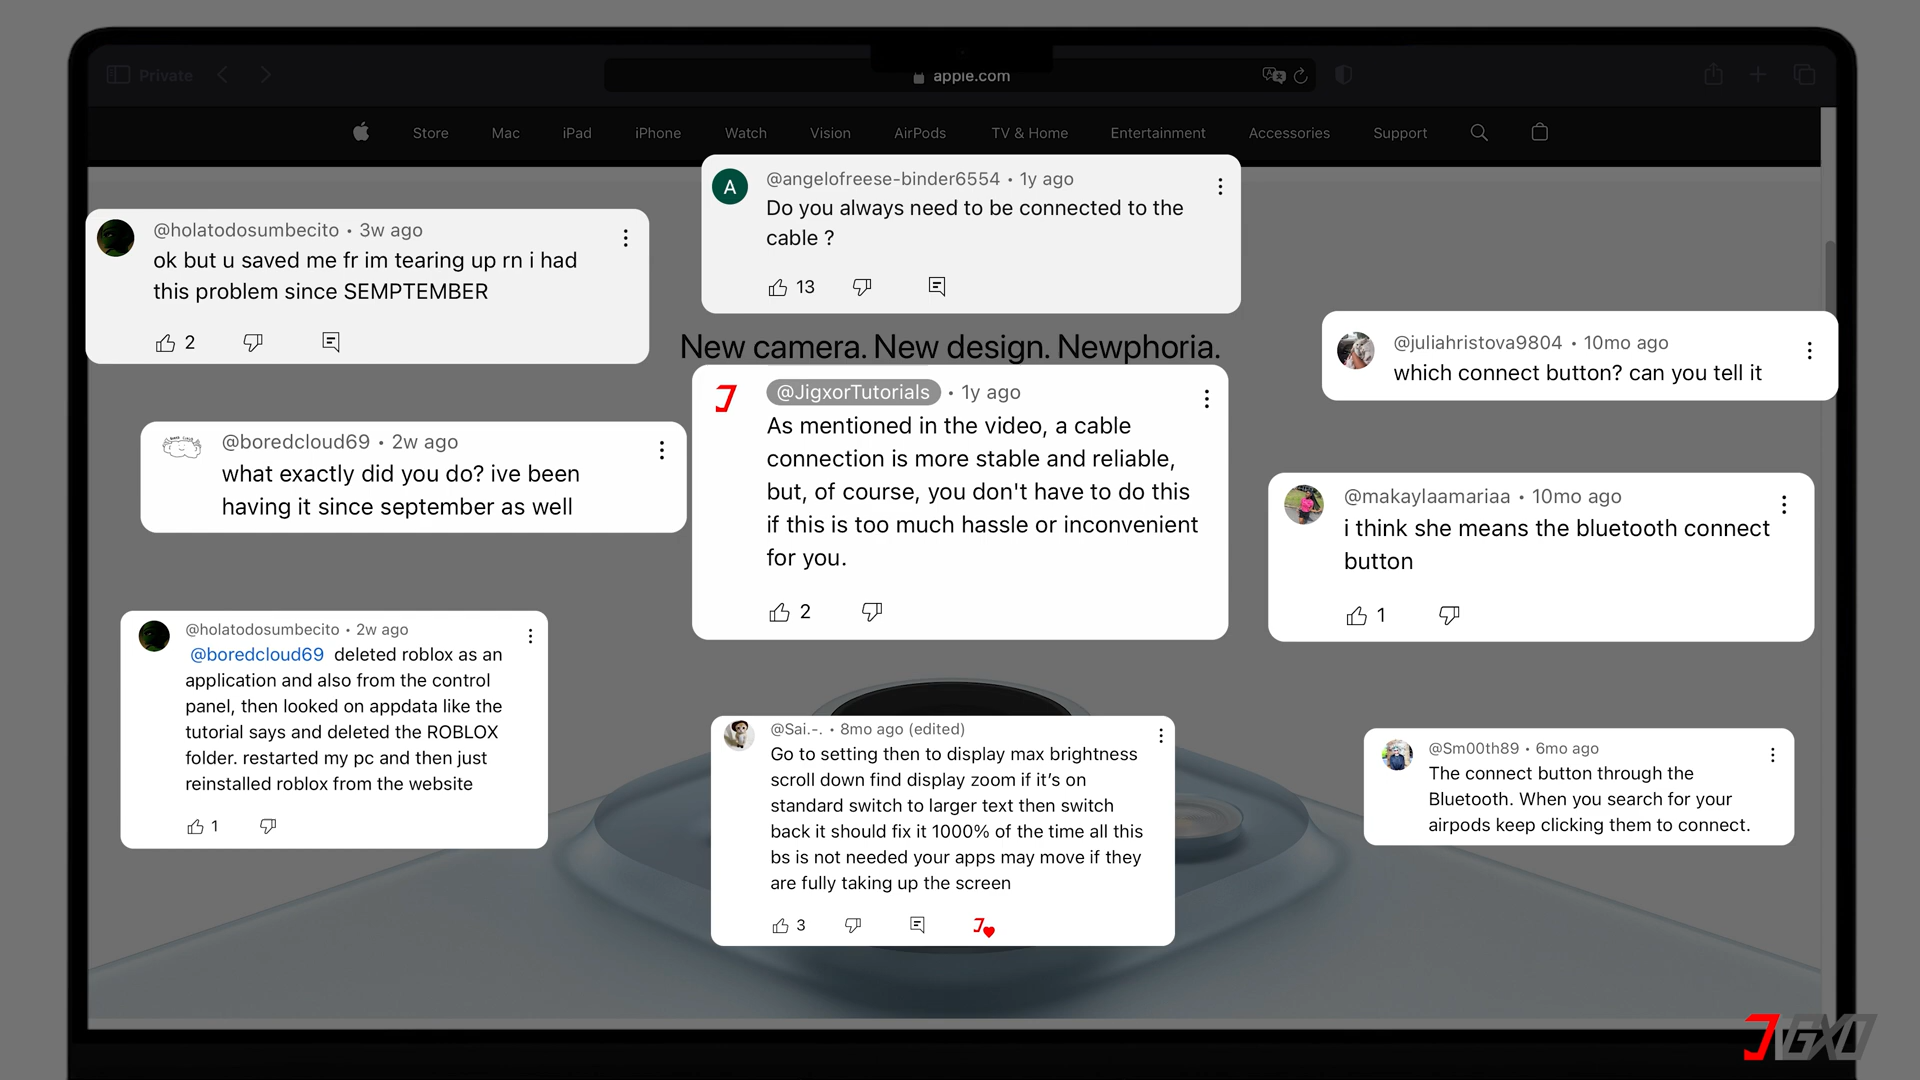 Private
apple.com
Store Mac iPad iPhone Watch Vision AirPods TV & Home Entertainment Accessories Support
@holatodosumbecito • 3w ago
ok but u saved me fr im tearing up rn i had
this problem since SEMPTEMBER
2
@boredcloud69 • 2w ago
what exactly did you do? ive been
having it since september as well
@holatodosumbecito • 2w ago
@boredcloud69 deleted roblox as an
application and also from the control
panel, then looked on appdata like the
tutorial says and deleted the ROBLOX
folder. restarted my pc and then just
reinstalled roblox from the website
1
A
@angelofreese-binder6554 • 1y ago
Do you always need to be connected to the
cable ?
13
New camera. New design. Newphoria.
@JigxorTutorials • 1y ago
As mentioned in the video, a cable
connection is more stable and reliable,
but, of course, you don't have to do this
if this is too much hassle or inconvenient
for you.
2
@Sai.-. • 8mo ago (edited)
Go to setting then to display max brightness
scroll down find display zoom if it's on
standard switch to larger text then switch
back it should fix it 1000% of the time all this
bs is not needed your apps may move if they
are fully taking up the screen
3
@juliahristova9804 • 10mo ago
which connect button? can you tell it
@makaylaamariaa • 10mo ago
i think she means the bluetooth connect
button
1
@Sm00th89 • 6mo ago
The connect button through the
Bluetooth. When you search for your
airpods keep clicking them to connect.
JIGXO